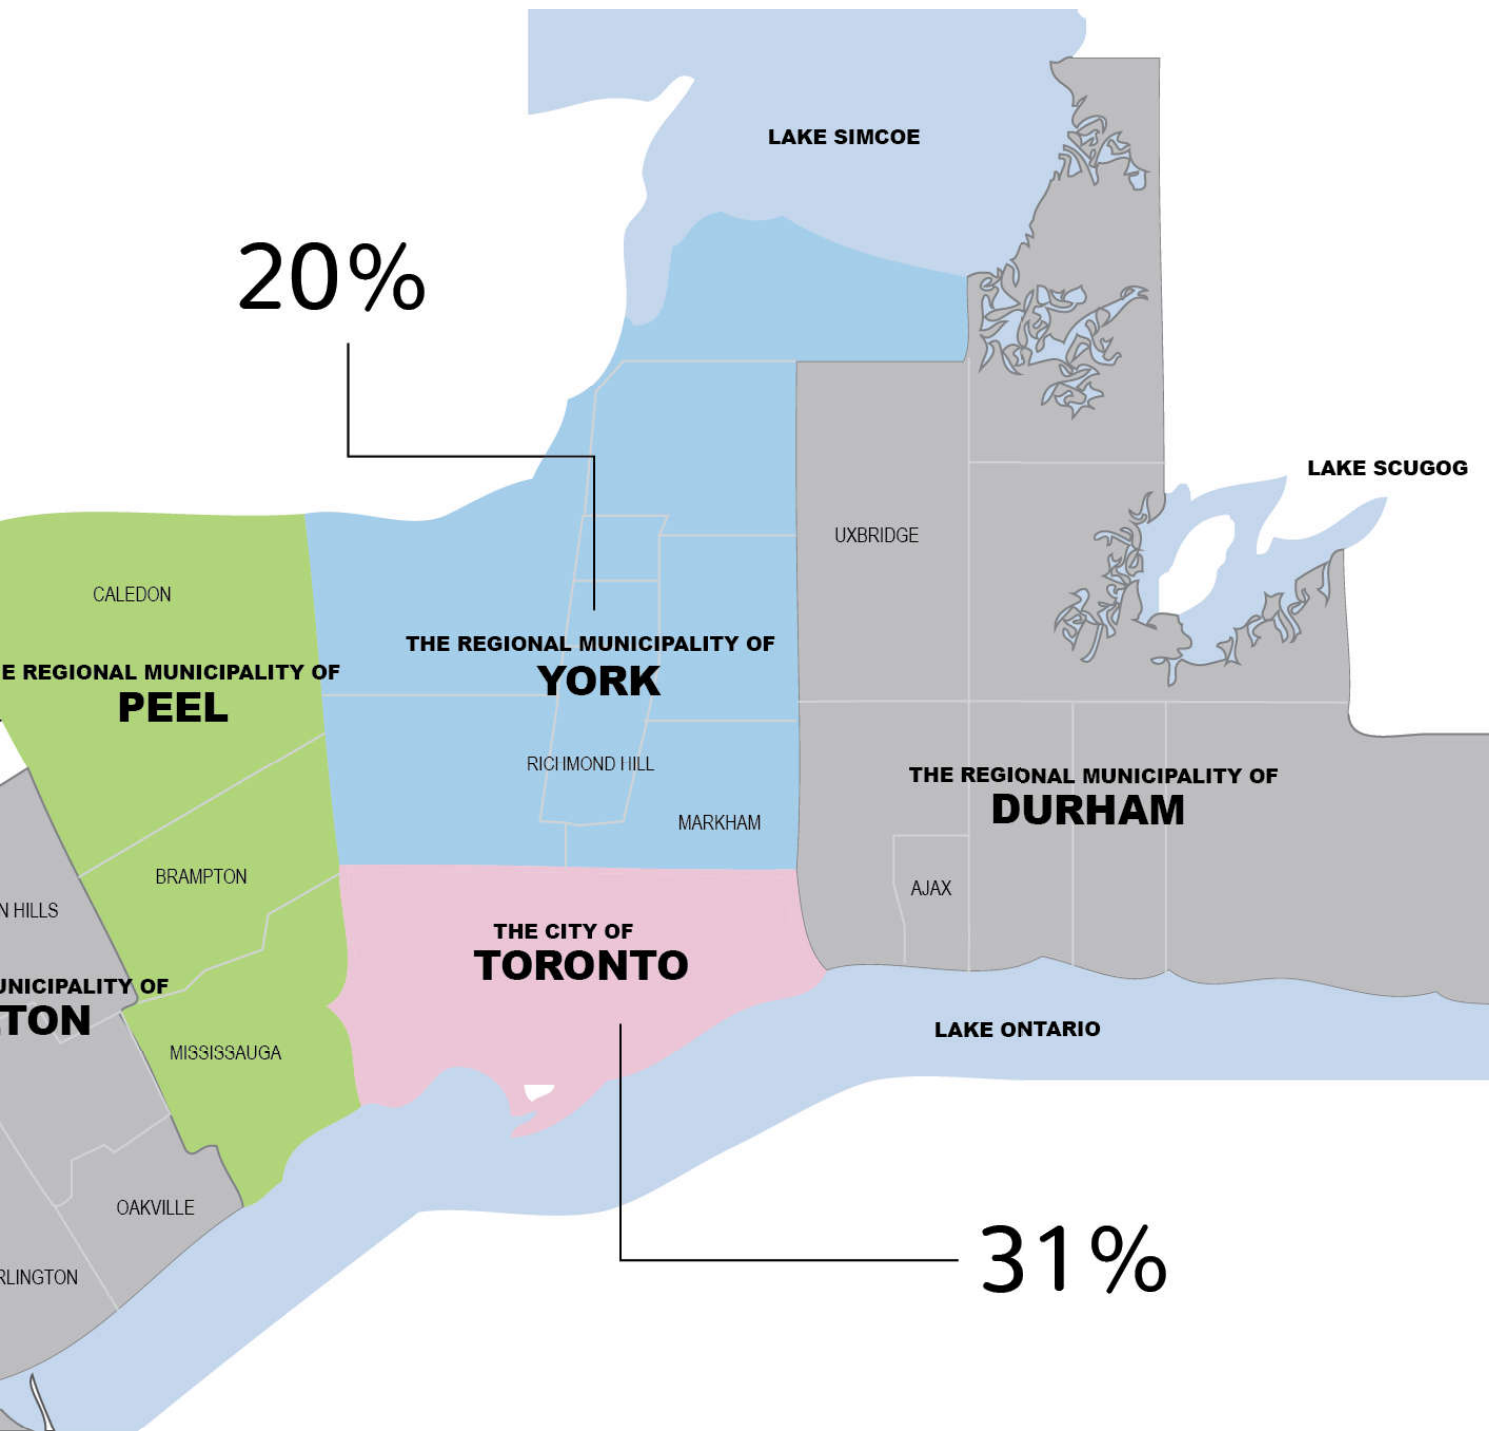 LAKE SIMCOE
20%
LAKE SCUGOG
UXBRIDGE
CALEDON
THE REGIONAL MUNICIPALITY OF
YORK
E REGIONAL MUNICIPALITY OF
PEEL
RICHMOND HILL
THE REGIONAL MUNICIPALITY OF
DURHAM
MARKHAM
BRAMPTON
AJAX
N HILLS
THE CITY OF
TORONTO
UNICIPALITY OF
TON
LAKE ONTARIO
MISSISSAUGA
OAKVILLE
31%
RLINGTON